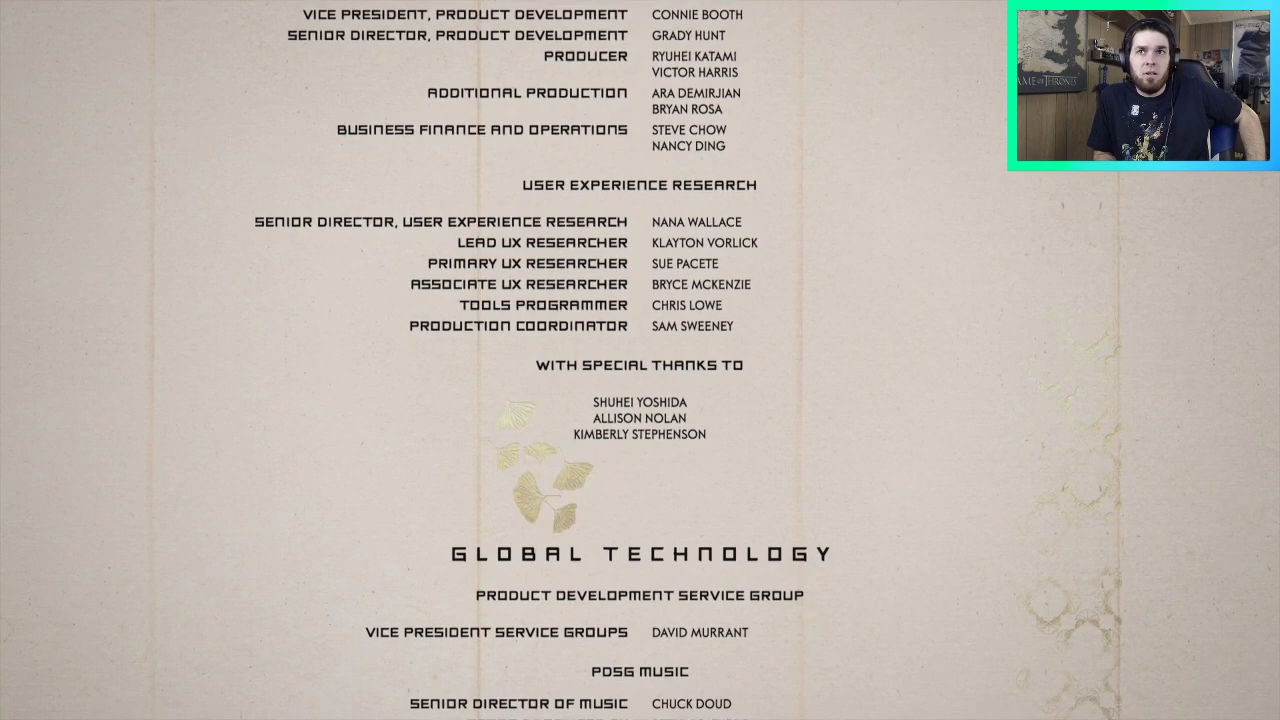 VICE PRESIDENT, PRODUCT DEVELOPMENT CONNIE BOOTH
SENIOR DIRECTOR, PRODUCT DEVELOPMENT GRADY HUNT
PRODUCER RYUHEI KATAMI
VICTOR HARRIS
ADDITIONAL PRODUCTION ARA DEMIRJIAN
BRYAN ROSA
BUSINESS FINANCE AND OPERATIONS STEVE CHOW
NANCY DING
USER EXPERIENCE RESEARCH
SENIOR DIRECTOR, USER EXPERIENCE RESEARCH NANA WALLACE
LEAD UX RESEARCHER KLAYTON VORLICK
PRIMARY UX RESEARCHER SUE PACETE
ASSOCIATE UX RESEARCHER BRYCE MCKENZIE
TOOLS PROGRAMMER CHRIS LOWE
PRODUCTION COORDINATOR SAM SWEENEY
WITH SPECIAL THANKS TO
SHUHEI YOSHIDA
ALLISON NOLAN
KIMBERLY STEPHENSON
GLOBAL TECHNOLOGY
PRODUCT DEVELOPMENT SERVICE GROUP
VICE PRESIDENT SERVICE GROUPS DAVID MURRANT
PDSG MUSIC
SENIOR DIRECTOR OF MUSIC CHUCK DOUD
GAME OF THRONES